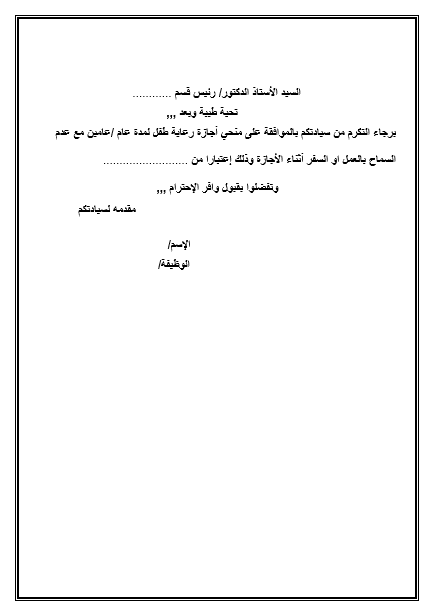 السيد الأستاذ الدكتور/ رئيس قسم ............
تحية طيبة وبعد ,,,
برجاء التكرم من سيادتكم بالموافقة على منحي أجازة رعاية طفل لمدة عام /عامين مع عدم
السماح بالعمل او السفر أثناء الأجازة وذلك إعتبارا من ..........................
وتفضلوا بقبول وافر الإحترام ,,,
مقدمه لسيادتكم
الإسم/
الوظيفة/